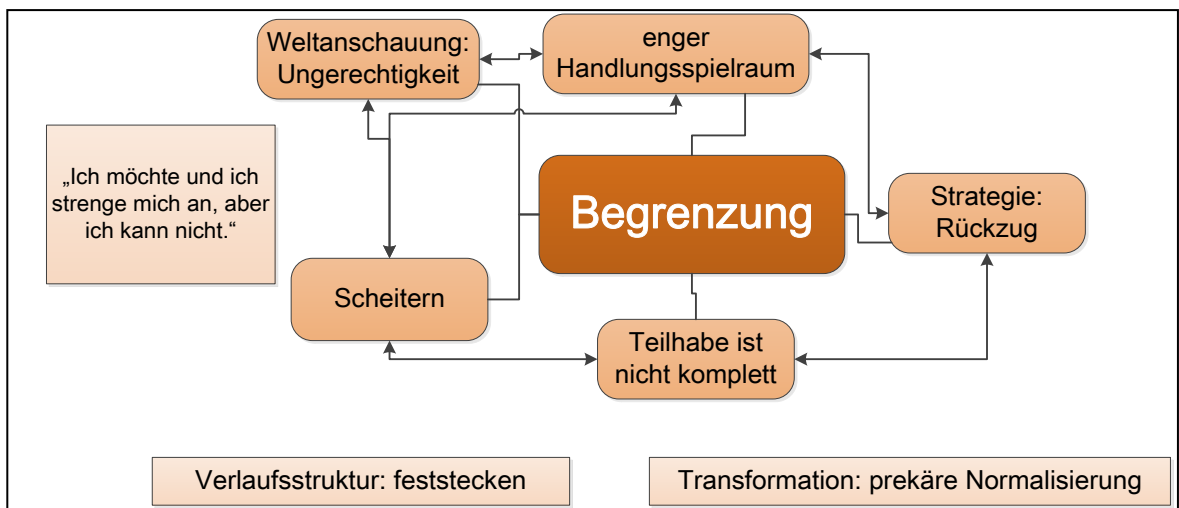 Weltanschauung:
Ungerechtigkeit
enger
Handlungsspielraum
„Ich möchte und ich
strenge mich an, aber
ich kann nicht.“
Begrenzung
Strategie:
Rückzug
Scheitern
Teilhabe ist
nicht komplett
Verlaufsstruktur: feststecken
Transformation: prekäre Normalisierung